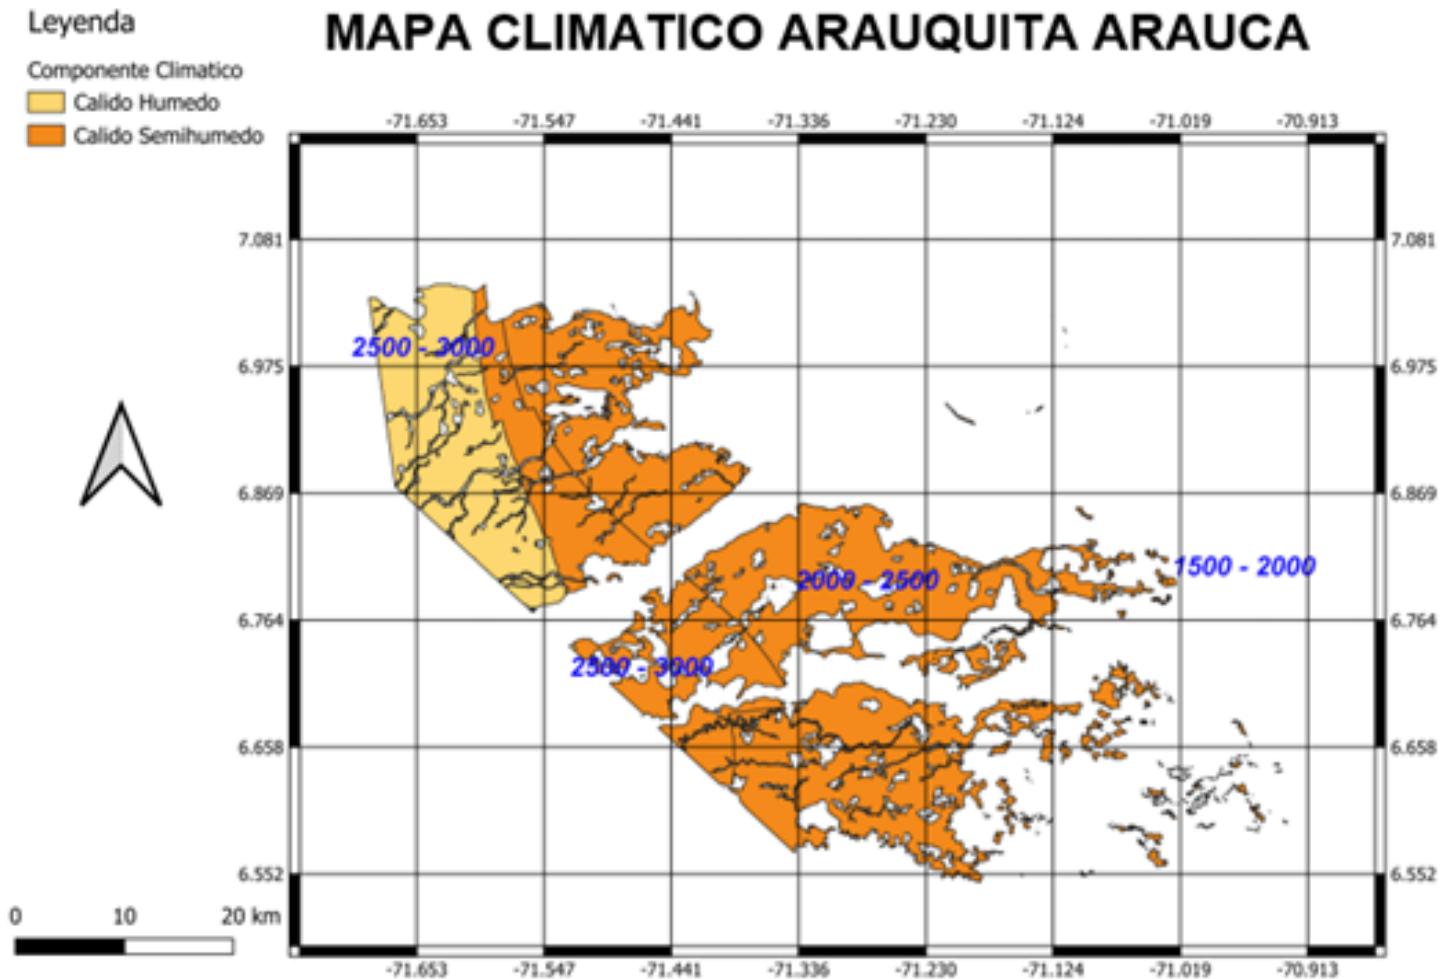 Leyenda
MAPA CLIMATICO ARAUQUITA ARAUCA
Componente Climatico
Calido Humedo
Calido Semihumedo
-71.653 -71.547 -71.441 -71.336 -71.230 -71.124 -71.019 -70.913
7.081 7.081
2500 - 3000
6.975 6.975
6.869 6.869
1500 - 2000
2000 - 2500
6.764 6.764
2500 - 3000
6.658 6.658
6.552 6.552
0 10 20 km
-71.653 -71.547 -71.441 -71.336 -71.230 -71.124 -71.019 -70.913